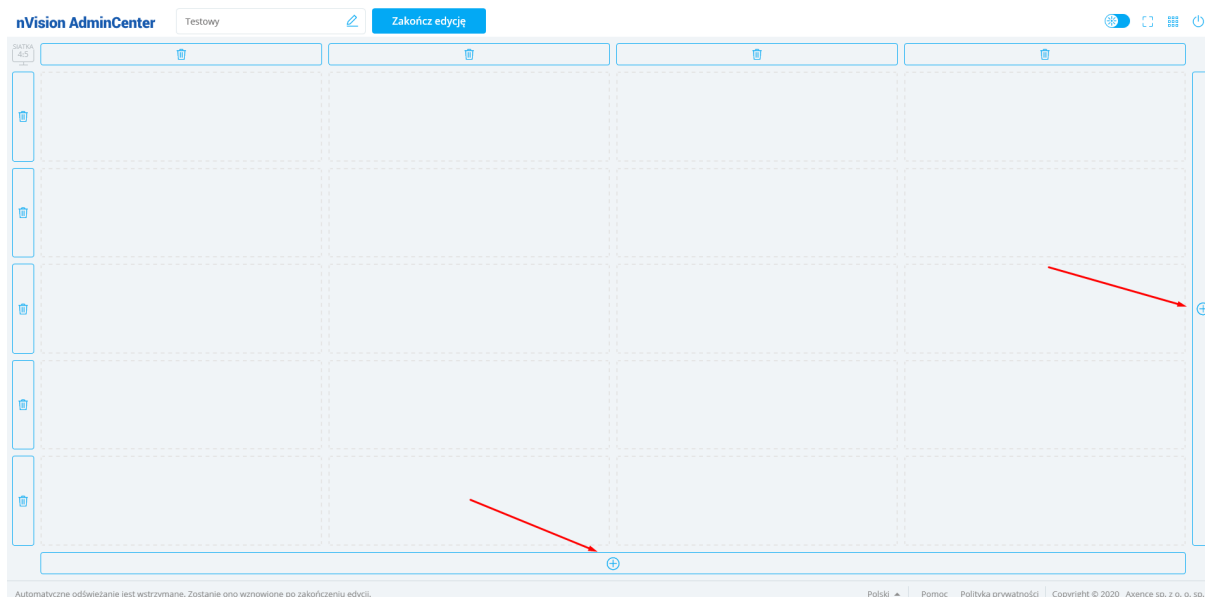 nVision AdminCenter
Testowy
Zakończ edycję
SIATKA
4:5
Automatyczne odświeżanie jest wstrzymane. Zostanie ono wznowione po zakończeniu edycji.
Polski
Pomoc
Polityka prywatności
Copyright © 2020 Axence sp. z o. o. sp.